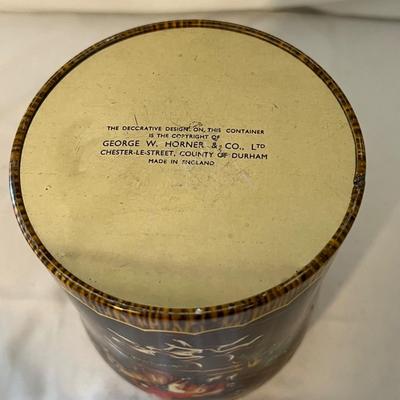 THE DECORATIVE DESIGN, ON, THIS CONTAINER
IS THE COPYRIGHT OF
GEORGE W. HORNER & CO., LTD
CHESTER-LE-STREET, COUNTY OF DURHAM
MADE IN ENGLAND